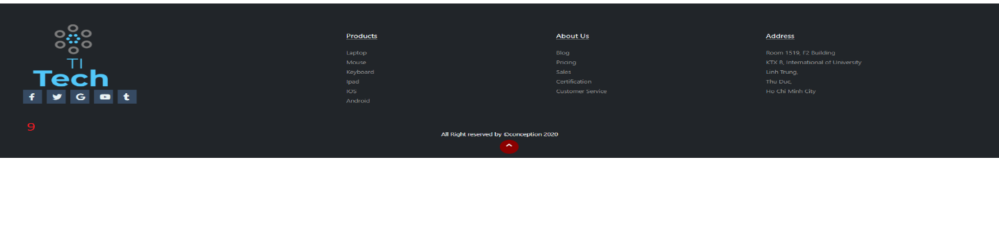 TI
Tech
f G t
9
Products
Laptop
Mouse
Keyboard
Ipad
IOS
Android
About Us
Blog
Pricing
Sales
Certification
Customer Service
Address
Room 1519, F2 Building
KTX B, International of University
Linh Trung,
Thu Duc,
Ho Chi Minh City
All Right reserved by ©conception 2020